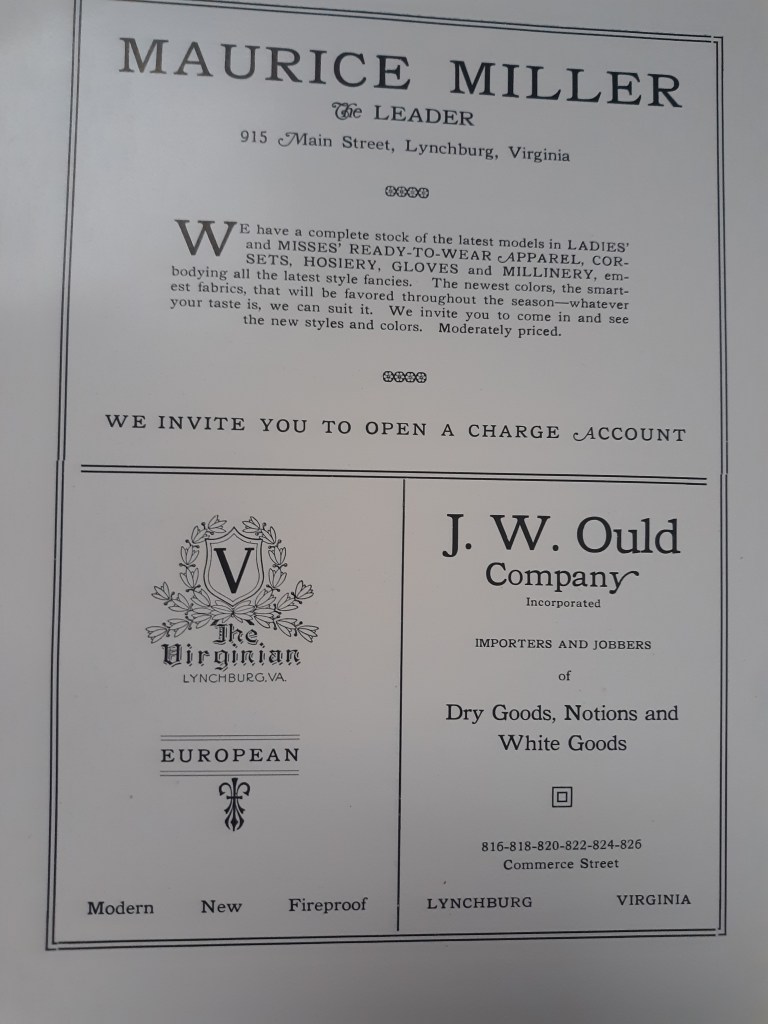 MAURICE MILLER
The LEADER
915 Main Street, Lynchburg, Virginia
WE have a complete stock of the latest models in LADIES'
and MISSES' READY-TO-WEAR APPAREL, COR-
SETS, HOSIERY, GLOVES and MILLINERY, em-
bodying all the latest style fancies. The newest colors, the smart-
est fabrics, that will be favored throughout the season—whatever
your taste is, we can suit it. We invite you to come in and see
the new styles and colors. Moderately priced.
WE INVITE YOU TO OPEN A CHARGE ACCOUNT
V
The
Virginian
LYNCHBURG, VA.
EUROPEAN
Modern New Fireproof
J. W. Ould
Company
Incorporated
IMPORTERS AND JOBBERS
of
Dry Goods, Notions and
White Goods
816-818-820-822-824-826
Commerce Street
LYNCHBURG VIRGINIA